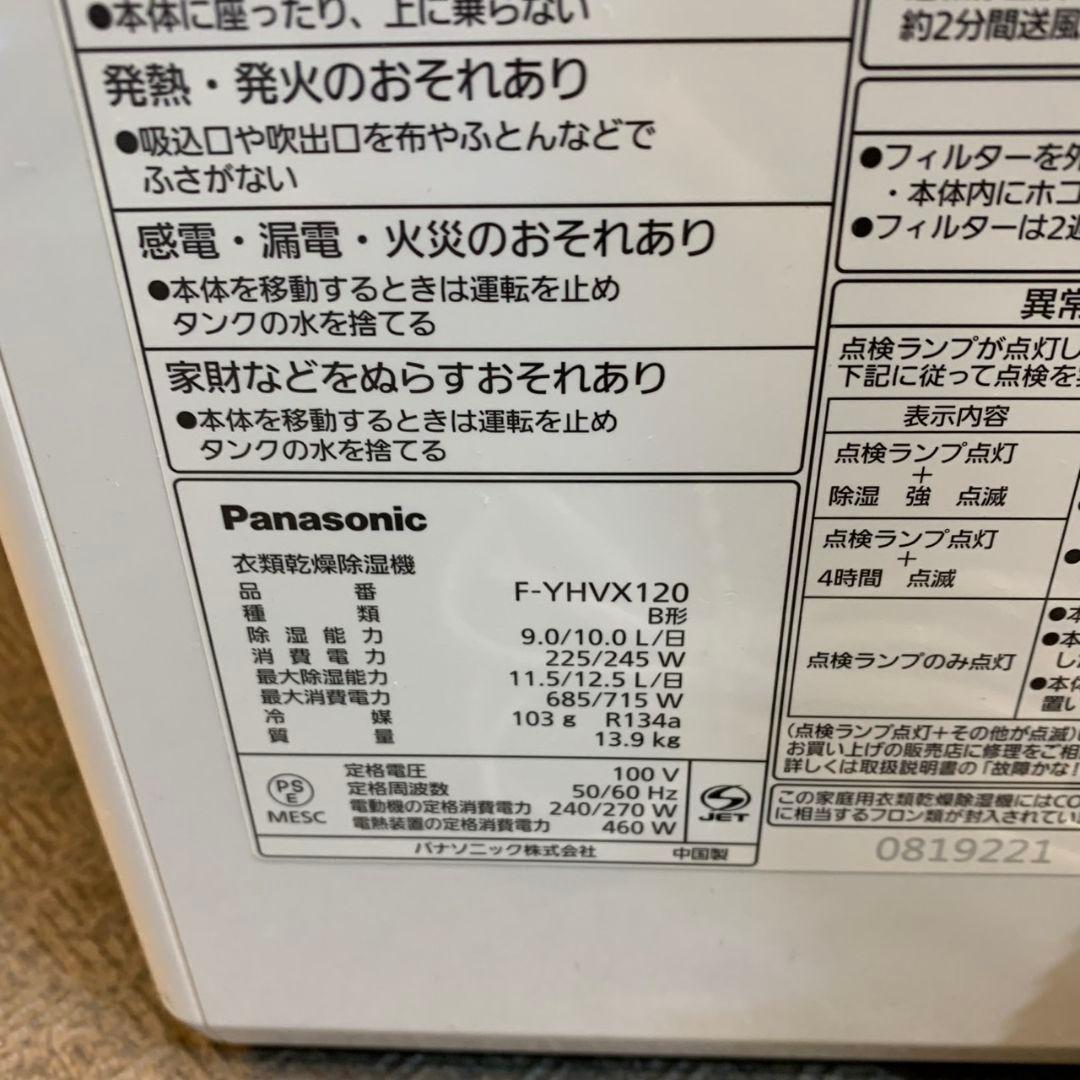 ●本体に座ったり、上に乗らない
発熱・発火のおそれあり
●吸込口や吹出口を布やふとんなどで
ふさがない
感電・漏電・火災のおそれあり
●本体を移動するときは運転を止め
タンクの水を捨てる
家財などをぬらすおそれあり
●本体を移動するときは運転を止め
タンクの水を捨てる
Panasonic
衣類乾燥除湿機
品番 F-YHVX120
種類 B形
除湿能力 9.0/10.0 L/日
消費電力 225/245 W
最大除湿能力 11.5/12.5 L/日
最大消費電力 685/715 W
冷媒 103 g R134a
質量 13.9 kg
PS
E
MESC
定格電圧 100 V
定格周波数 50/60 Hz
電動機の定格消費電力 240/270 W
電熱装置の定格消費電力 460 W
JET
パナソニック株式会社 中国製
約2分間送風
●フィルターを外
・本体内にホコ
●フィルターは2週
異常
点検ランプが点灯し
下記に従って点検を
表示内容
点検ランプ点灯
+
除湿 強 点滅
点検ランプ点灯
+
4時間 点滅
点検ランプのみ点灯
●本
●本
し
●本体
置い
(点検ランプ点灯+その他が点滅)
お買い上げの販売店に修理をご相
詳しくは取扱説明書の「故障かな!
この家庭用衣類乾燥除湿機にはCO
に相当するフロン類が封入されてい
0819221